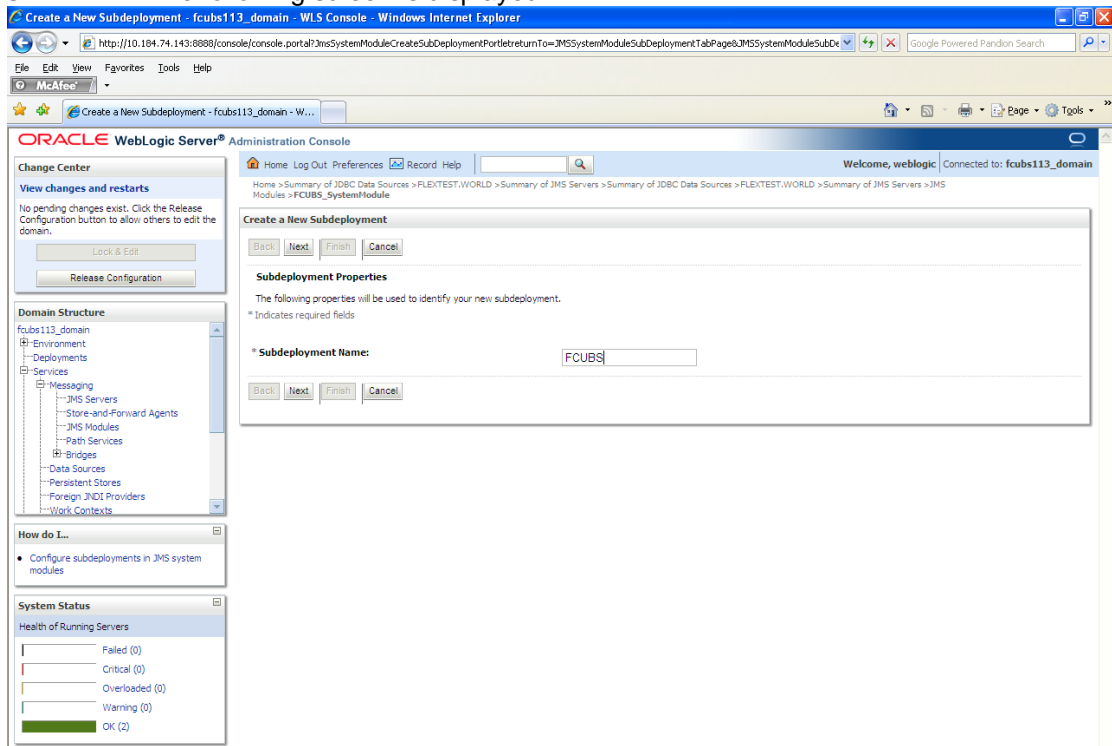 Create a New Subdeployment - fcubs113_domain - WLS Console - Windows Internet Explorer
http://10.184.74.143:8888/console/console.portal?JmsSystemModuleCreateSubDeploymentPortletreturnTo=JMSSystemModuleSubDeploymentTabPage&JMSSystemModuleSubDe
Google Powered Pandion Search
File Edit View Favorites Tools Help
McAfee
Create a New Subdeployment - fcubs113_domain - W...
Page Tools
ORACLE WebLogic Server® Administration Console
Change Center
View changes and restarts
No pending changes exist. Click the Release
Configuration button to allow others to edit the
domain.
Lock & Edit
Release Configuration
Domain Structure
fcubs113_domain
Environment
Deployments
Services
Messaging
JMS Servers
Store-and-Forward Agents
JMS Modules
Path Services
Bridges
Data Sources
Persistent Stores
Foreign JNDI Providers
Work Contexts
How do I...
Configure subdeployments in JMS system
modules
System Status
Health of Running Servers
Failed (0)
Critical (0)
Overloaded (0)
Warning (0)
OK (2)
Home Log Out Preferences Record Help
Welcome, weblogic Connected to: fcubs113_domain
Home >Summary of JDBC Data Sources >FLEXTEST.WORLD >Summary of JMS Servers >Summary of JDBC Data Sources >FLEXTEST.WORLD >Summary of JMS Servers >JMS
Modules >FCUBS_SystemModule
Create a New Subdeployment
Back Next Finish Cancel
Subdeployment Properties
The following properties will be used to identify your new subdeployment.
* Indicates required fields
* Subdeployment Name: FCUBS
Back Next Finish Cancel